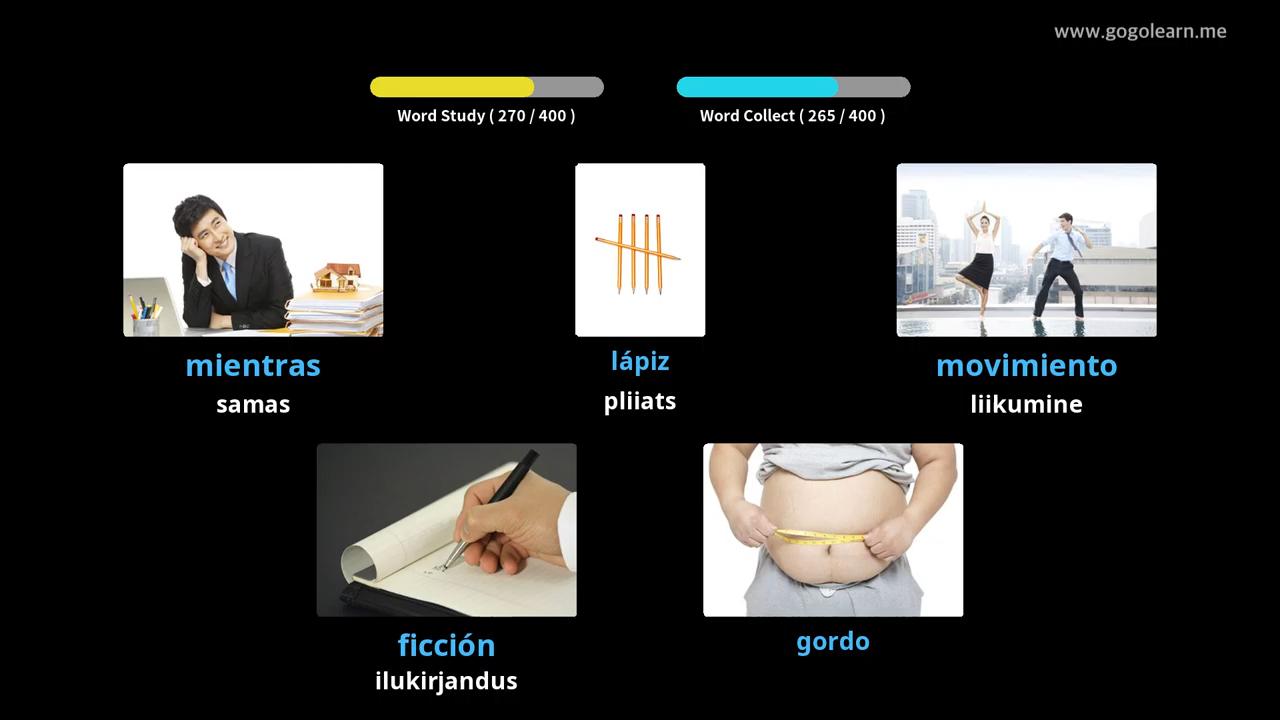 www.gogolearn.me
Word Study ( 270 / 400 )
Word Collect ( 265 / 400 )
mientras
samas
lápiz
pliiats
movimiento
liikumine
ficción
ilukirjandus
gordo